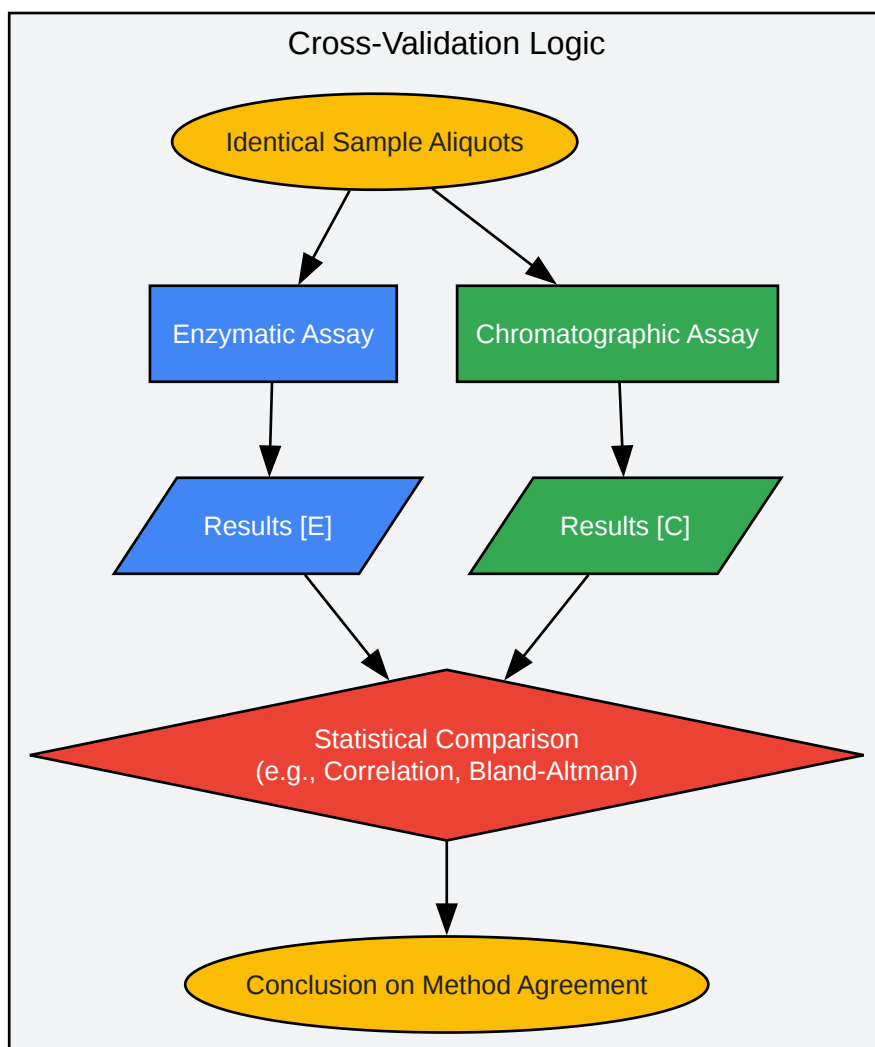 Cross-Validation Logic
Identical Sample Aliquots
Enzymatic Assay
Chromatographic Assay
Results [E]
Results [C]
Statistical Comparison
(e.g., Correlation, Bland-Altman)
Conclusion on Method Agreement